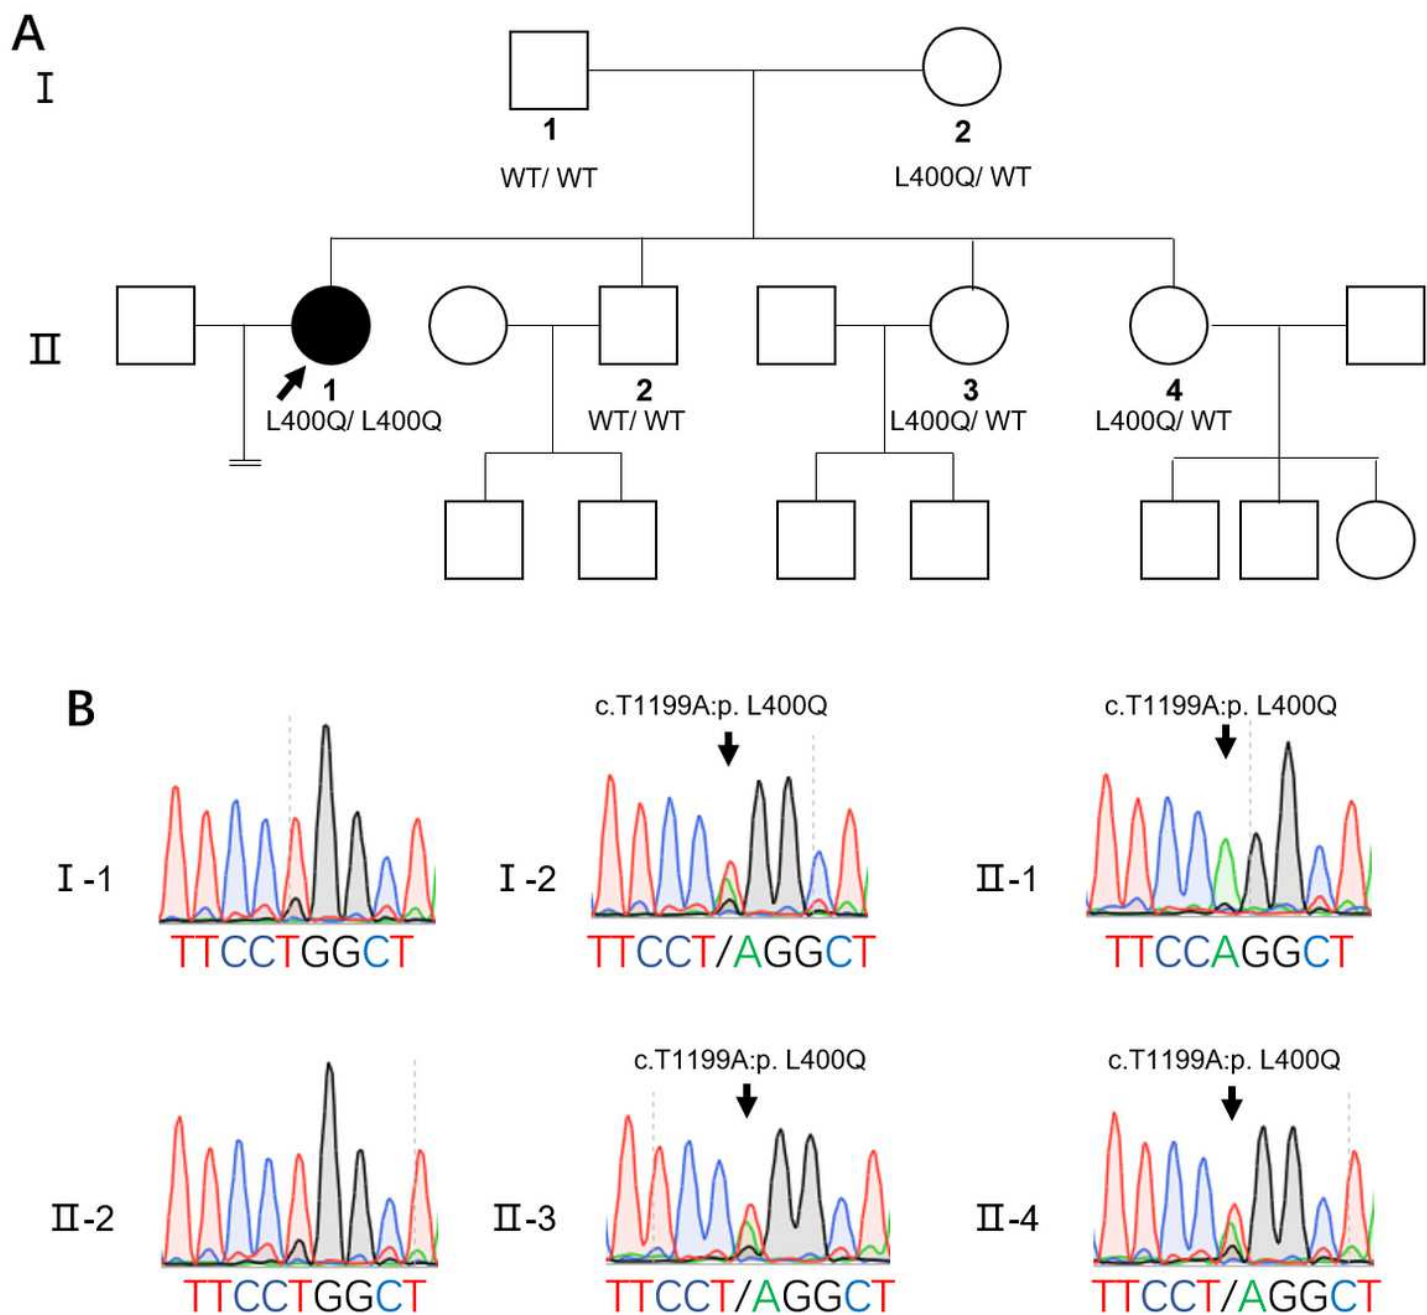 A
I
1
2
WT/ WT
L400Q/ WT
II
1
2
3
4
L400Q/ L400Q
WT/ WT
L400Q/ WT
L400Q/ WT
B
c.T1199A:p. L400Q
c.T1199A:p. L400Q
I-1
I-2
II-1
TTCCTGGCT
TTCCT/AGGCT
TTCCAGGCT
c.T1199A:p. L400Q
c.T1199A:p. L400Q
II-2
II-3
II-4
TTCCTGGCT
TTCCT/AGGCT
TTCCT/AGGCT